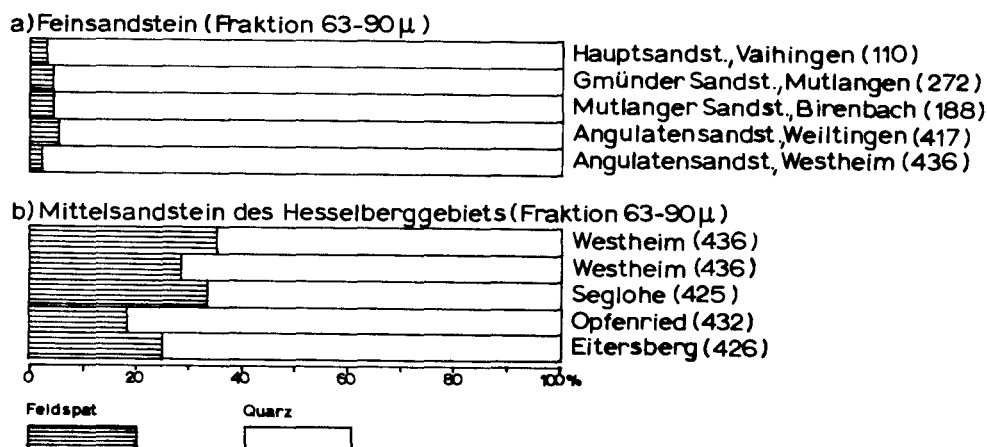 a)Feinsandstein (Fraktion 63-90µ)
Hauptsandst., Vaihingen (110)
Gmünder Sandst., Mutlangen (272)
Mutlanger Sandst., Birenbach (188)
Angulatensandst., Weiltingen (417)
Angulatensandst., Westheim (436)
b) Mittelsandstein des Hesselberggebiets (Fraktion 63-90µ)
Westheim (436)
Westheim (436)
Seglohe (425)
Opfenried (432)
Eitersberg (426)
0 20 40 60 80 100%
Feldspat Quarz